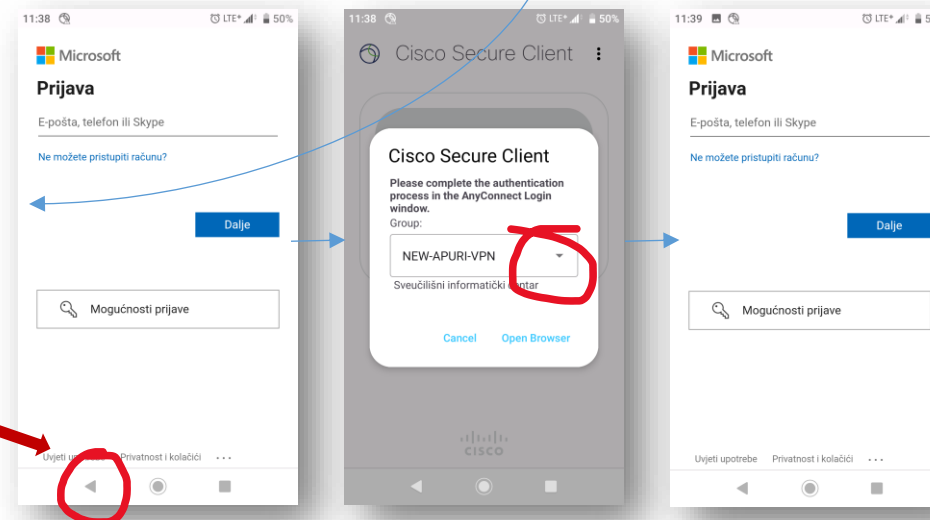 11:38 LTE+ 50%
Microsoft
Prijava
E-pošta, telefon ili Skype
Ne možete pristupiti računu?
Dalje
Mogućnosti prijave
Uvjeti Privatnost i kolačići ...
11:38 LTE+ 50%
Cisco Secure Client
Cisco Secure Client
Please complete the authentication
process in the AnyConnect Login
window.
Group:
NEW-APURI-VPN
Sveučilišni informatički centar
Cancel Open Browser
CISCO
11:39 LTE+
Microsoft
Prijava
E-pošta, telefon ili Skype
Ne možete pristupiti računu?
Dalje
Mogućnosti prijave
Uvjeti upotrebe Privatnost i kolačići ...